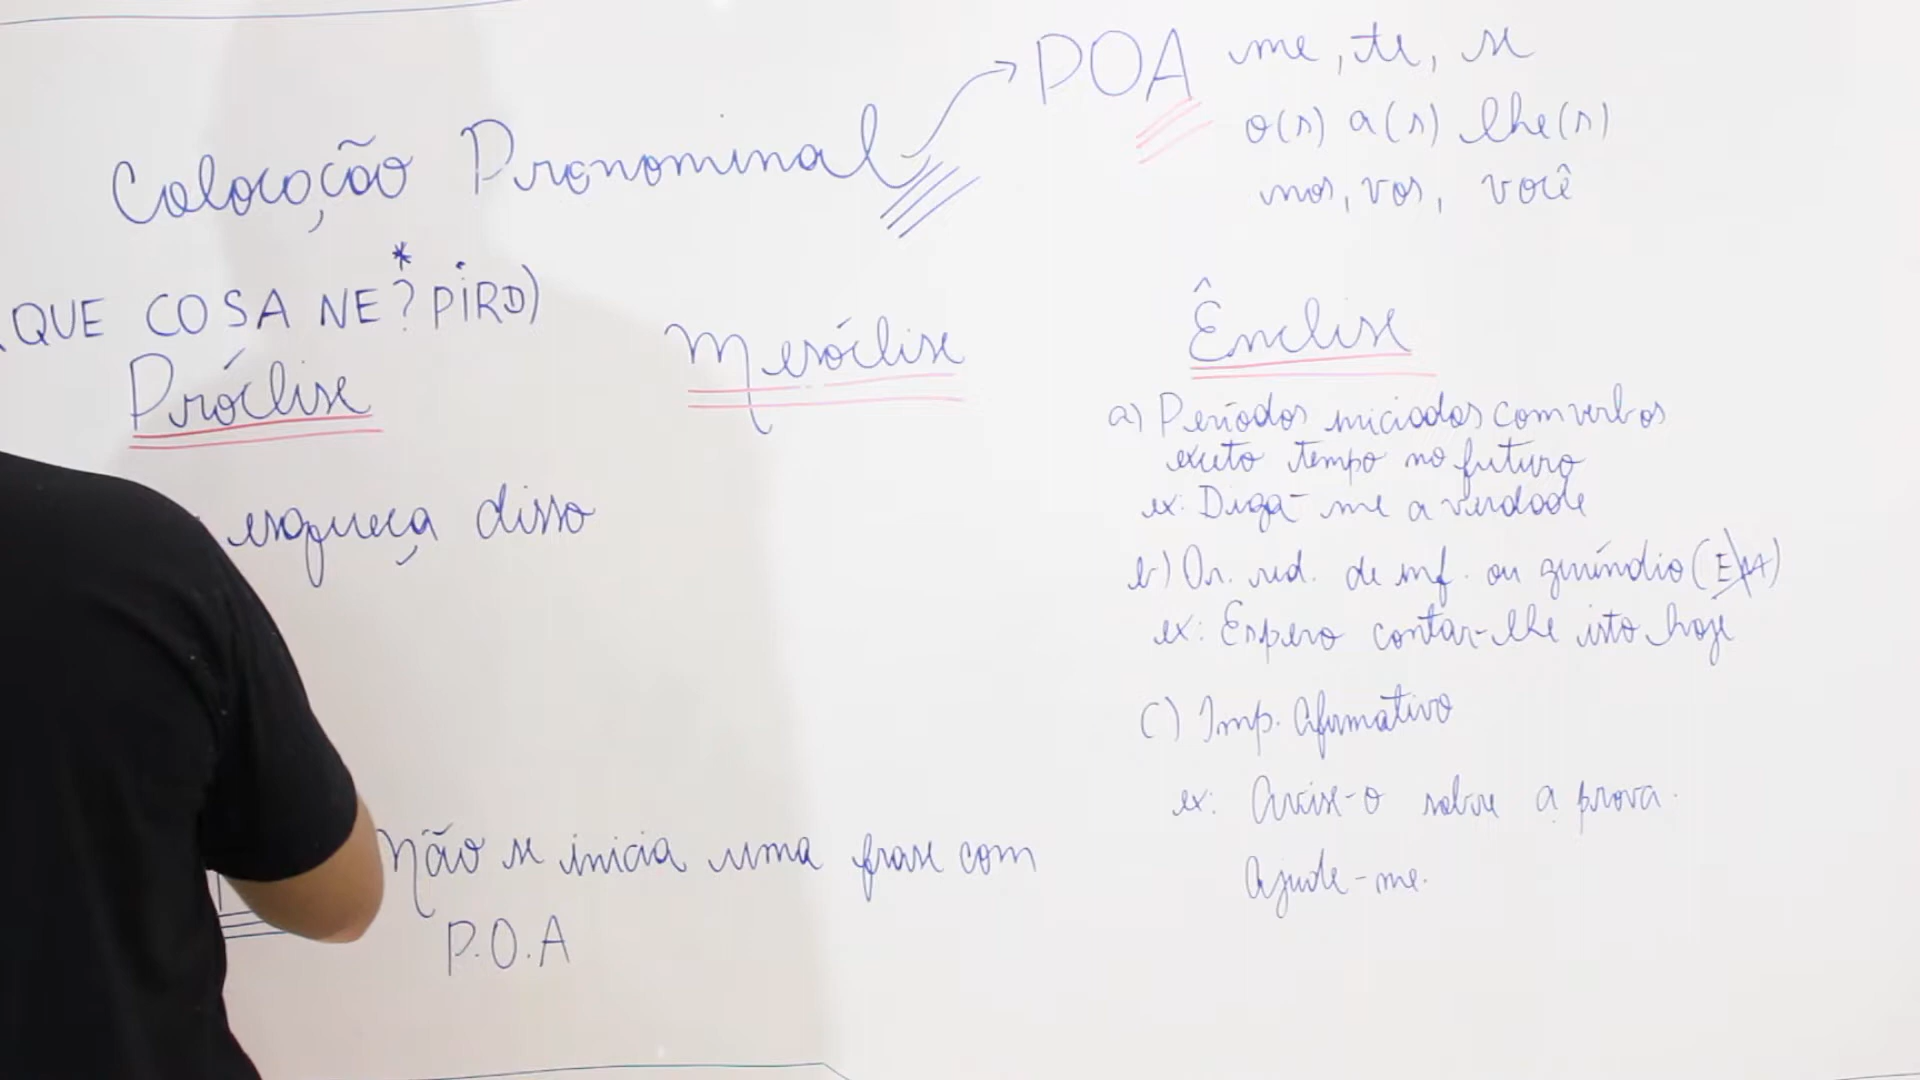 Colocação Pronominal
POA me, te, se
o(s) a(s) lhe(s)
nos, vos, você
(QUE COSA NE?* PIRO)
Próclise
esqueça disso
Não se inicia uma frase com
P.O.A
Mesóclise
Ênclise
a) Períodos iniciados com verbos
exceto tempo no futuro
ex: Diga-me a verdade
b) Or. red. de inf. ou gerúndio (EM)
ex: Espero contar-lhe isto hoje
C) Imp. Afirmativo
ex: Avise-o sobre a prova.
Ajude-me.